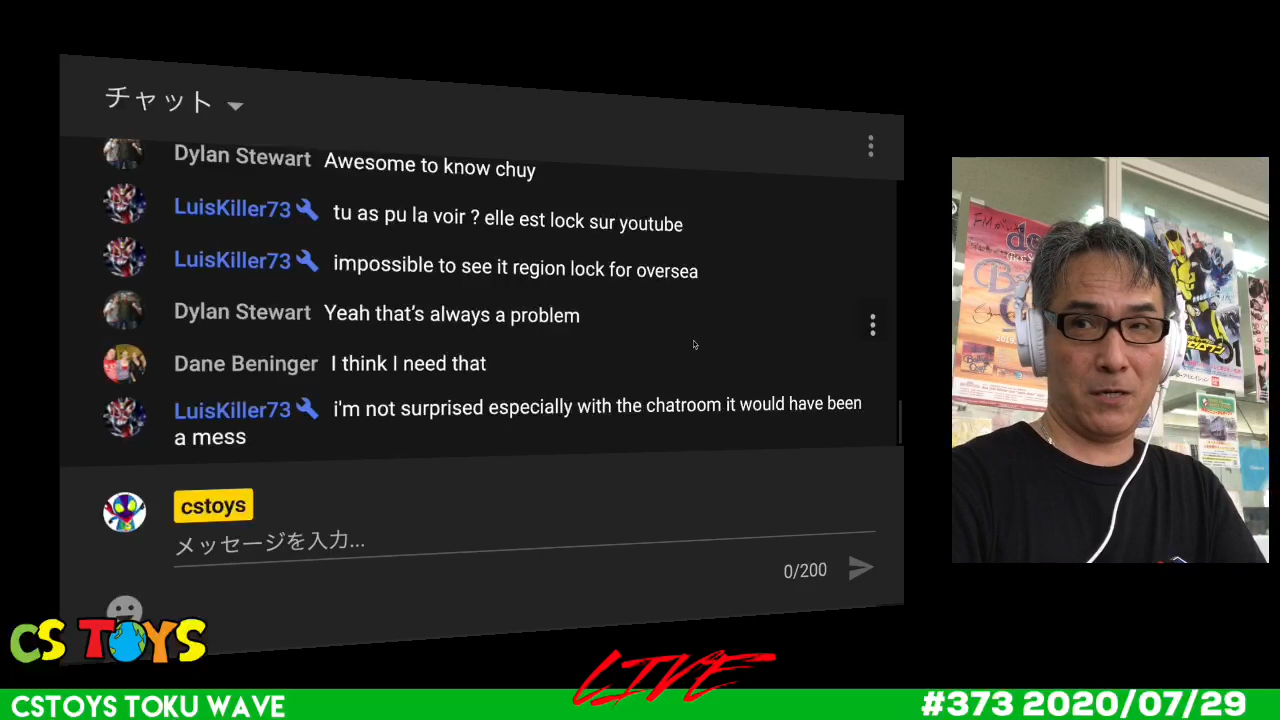 チャット
Dylan Stewart Awesome to know chuy
LuisKiller73 tu as pu la voir ? elle est lock sur youtube
LuisKiller73 impossible to see it region lock for oversea
Dylan Stewart Yeah that's always a problem
Dane Beninger I think I need that
LuisKiller73 i'm not surprised especially with the chatroom it would have been
a mess
cstoys
メッセージを入力...
0/200
CS TOYS
LIVE
CSTOYS TOKU WAVE
#373 2020/07/29